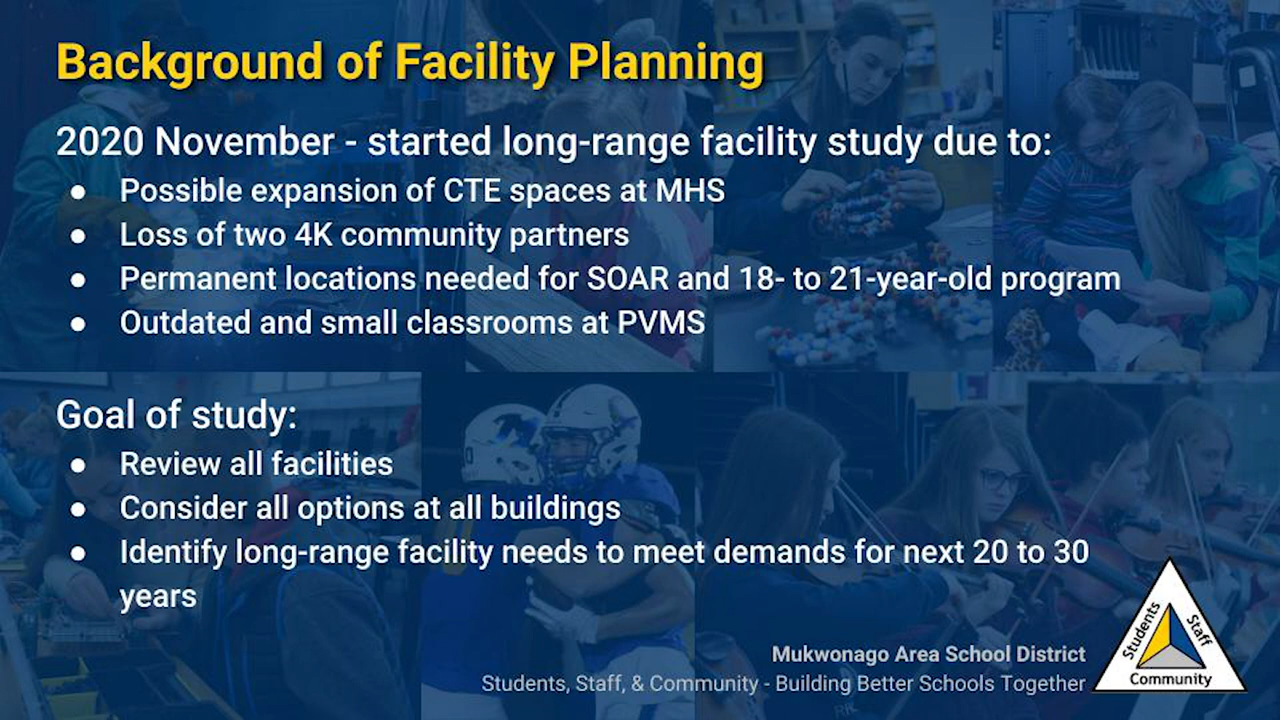 Background of Facility Planning
2020 November - started long-range facility study due to:
● Possible expansion of CTE spaces at MHS
● Loss of two 4K community partners
● Permanent locations needed for SOAR and 18- to 21-year-old program
● Outdated and small classrooms at PVMS
Goal of study:
● Review all facilities
● Consider all options at all buildings
● Identify long-range facility needs to meet demands for next 20 to 30
years
Mukwonago Area School District
Students, Staff, & Community - Building Better Schools Together
Students
Staff
Community